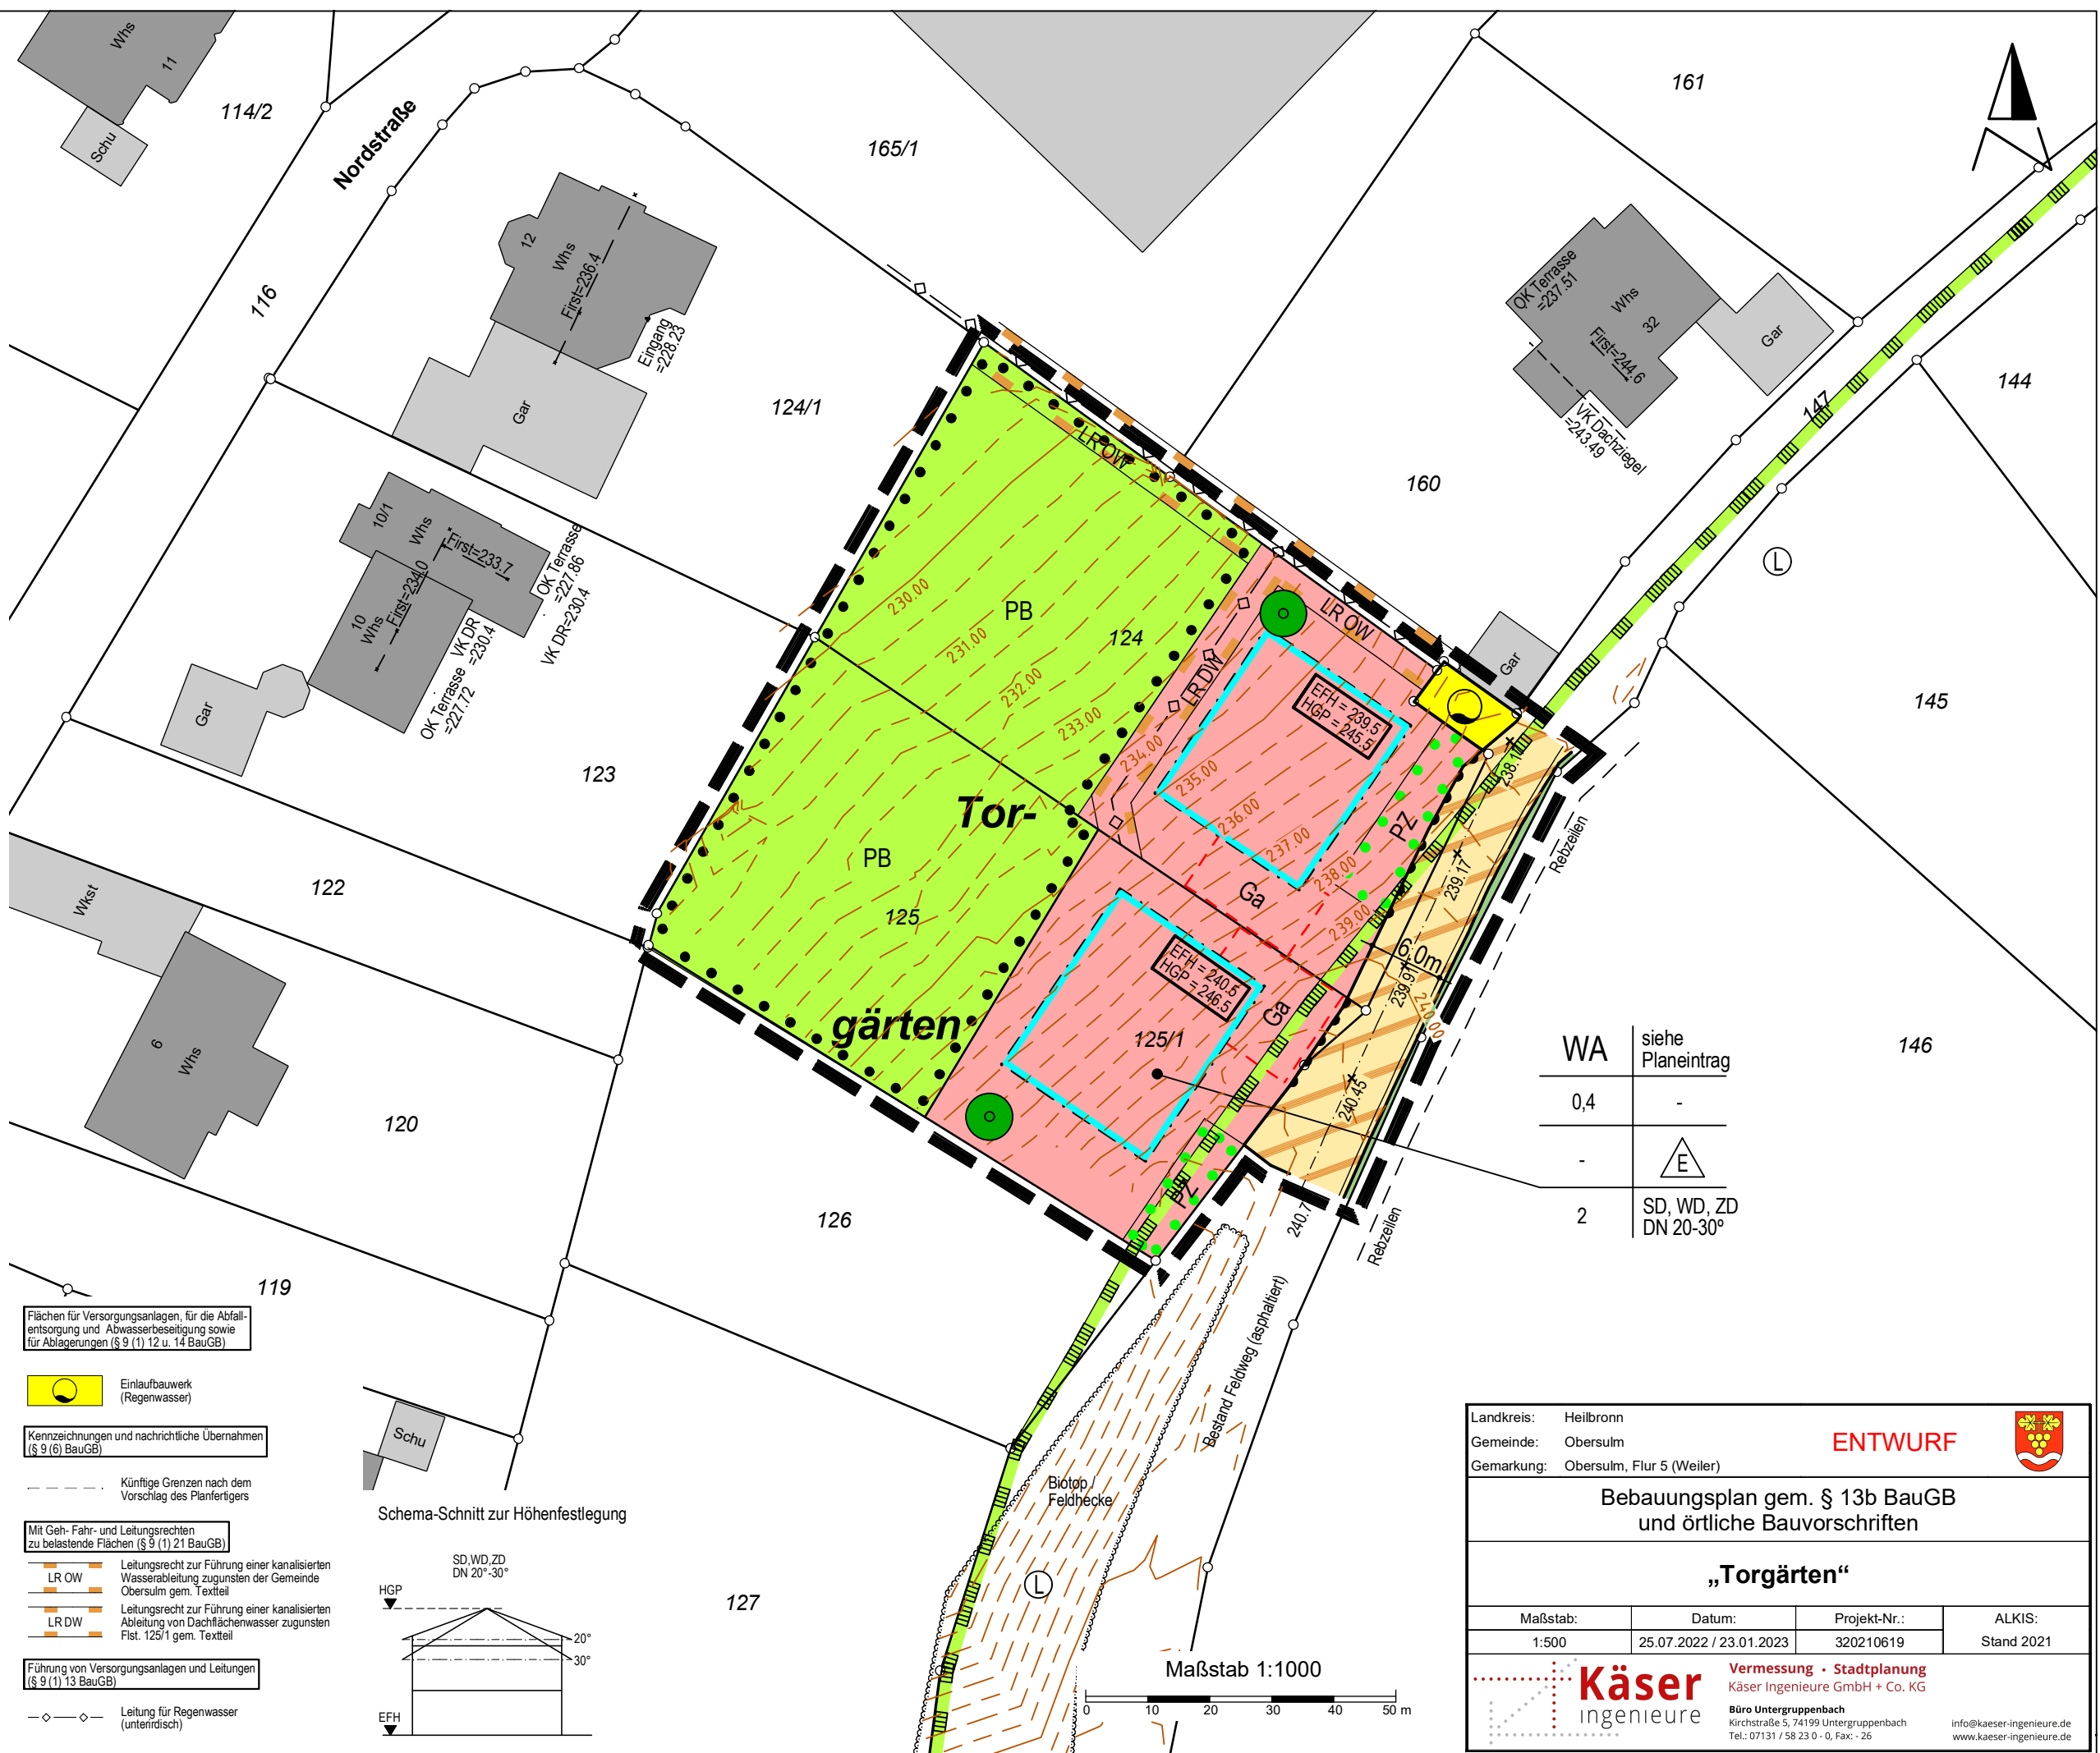 Whs
11
114/2
Schu
Nordstraße
116
165/1
161
12
Whs
First=236.4
Eingang
=228.23
Gar
124/1
QK Terrasse
=237.51
Whs
32
First=244.6
Gar
VK Dachziegel
=243.49
147
144
160
L
10/1
Whs
First=233.7
OK Terrasse
=227.86
VK DR=230.4
10
Whs
First=234.0
VK DR
=230.4
OK Terrasse
=227.72
Gar
123
122
Wkst
6
Whs
120
119
LR OW
230.00
231.00
232.00
233.00
234.00
235.00
236.00
237.00
238.00
239.00
240.00
PB
124
LR DW
LR OW
EFH = 239.5
HGP = 245.5
Gar
145
Tor-
PB
125
gärten
Ga
PZ
EFH = 240.5
HGP = 246.5
Ga
125/1
PZ
239.17
6.0m
240.45
Rebzeilen
Rebzeilen
146
WA
siehe
Planeintrag
0,4
-
-
E
2
SD, WD, ZD
DN 20-30º
126
127
Bestand Feldweg (asphaltiert)
Biotop /
Feldhecke
L
Flächen für Versorgungsanlagen, für die Abfall-
entsorgung und Abwasserbeseitigung sowie
für Ablagerungen (§ 9 (1) 12 u. 14 BauGB)
Einlaufbauwerk
(Regenwasser)
Kennzeichnungen und nachrichtliche Übernahmen
(§ 9 (6) BauGB)
Künftige Grenzen nach dem
Vorschlag des Planfertigers
Mit Geh- Fahr- und Leitungsrechten
zu belastende Flächen (§ 9 (1) 21 BauGB)
LR OW
Leitungsrecht zur Führung einer kanalisierten
Wasserableitung zugunsten der Gemeinde
Obersulm gem. Textteil
LR DW
Leitungsrecht zur Führung einer kanalisierten
Ableitung von Dachflächenwasser zugunsten
Flst. 125/1 gem. Textteil
Führung von Versorgungsanlagen und Leitungen
(§ 9 (1) 13 BauGB)
Leitung für Regenwasser
(unterirdisch)
Schu
Schema-Schnitt zur Höhenfestlegung
SD,WD,ZD
DN 20°-30°
HGP
20°
30°
EFH
Maßstab 1:1000
0 10 20 30 40 50 m
Landkreis: Heilbronn
Gemeinde: Obersulm
Gemarkung: Obersulm, Flur 5 (Weiler)
ENTWURF
Bebauungsplan gem. § 13b BauGB
und örtliche Bauvorschriften
„Torgärten“
Maßstab: Datum: Projekt-Nr.: ALKIS:
1:500 25.07.2022 / 23.01.2023 320210619 Stand 2021
Käser
ingenieure
Vermessung • Stadtplanung
Käser Ingenieure GmbH + Co. KG
Büro Untergruppenbach
Kirchstraße 5, 74199 Untergruppenbach
Tel.: 07131 / 58 23 0 - 0, Fax: - 26
info@kaeser-ingenieure.de
www.kaeser-ingenieure.de